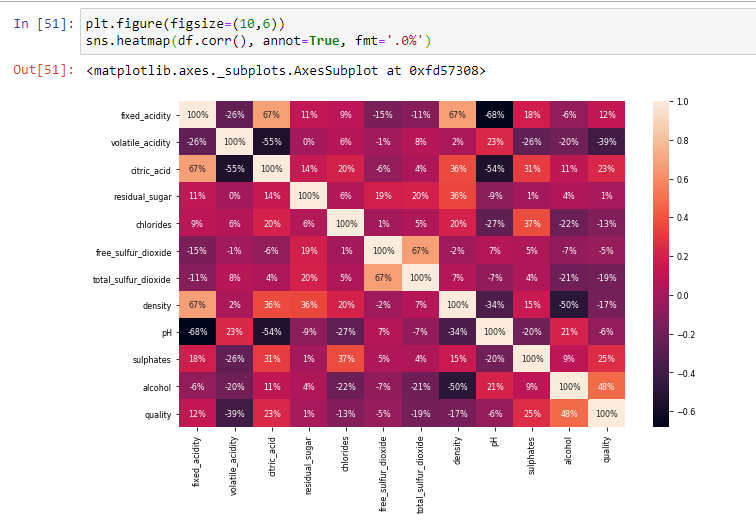 In [51]: plt.figure(figsize=(10,6))
sns.heatmap(df.corr(), annot=True, fmt='.0%')
Out[51]: <matplotlib.axes._subplots.AxesSubplot at 0xfd57308>
fixed_acidity 100% -26% 67% 11% 9% -15% -11% 67% -68% 18% -6% 12%
volatile_acidity -26% 100% -55% 0% 6% -1% 8% 2% 23% -26% -20% -39%
citric_acid 67% -55% 100% 14% 20% -6% 4% 36% -54% 31% 11% 23%
residual_sugar 11% 0% 14% 100% 6% 19% 20% 36% -9% 1% 4% 1%
chlorides 9% 6% 20% 6% 100% 1% 5% 20% -27% 37% -22% -13%
free_sulfur_dioxide -15% -1% -6% 19% 1% 100% 67% -2% 7% 5% -7% -5%
total_sulfur_dioxide -11% 8% 4% 20% 5% 67% 100% 7% -7% 4% -21% -19%
density 67% 2% 36% 36% 20% -2% 7% 100% -34% 15% -50% -17%
pH -68% 23% -54% -9% -27% 7% -7% -34% 100% -20% 21% -6%
sulphates 18% -26% 31% 1% 37% 5% 4% 15% -20% 100% 9% 25%
alcohol -6% -20% 11% 4% -22% -7% -21% -50% 21% 9% 100% 48%
quality 12% -39% 23% 1% -13% -5% -19% -17% -6% 25% 48% 100%
fixed_acidity
volatile_acidity
citric_acid
residual_sugar
chlorides
free_sulfur_dioxide
total_sulfur_dioxide
density
pH
sulphates
alcohol
quality
1.0
0.8
0.6
0.4
0.2
0.0
−0.2
−0.4
−0.6